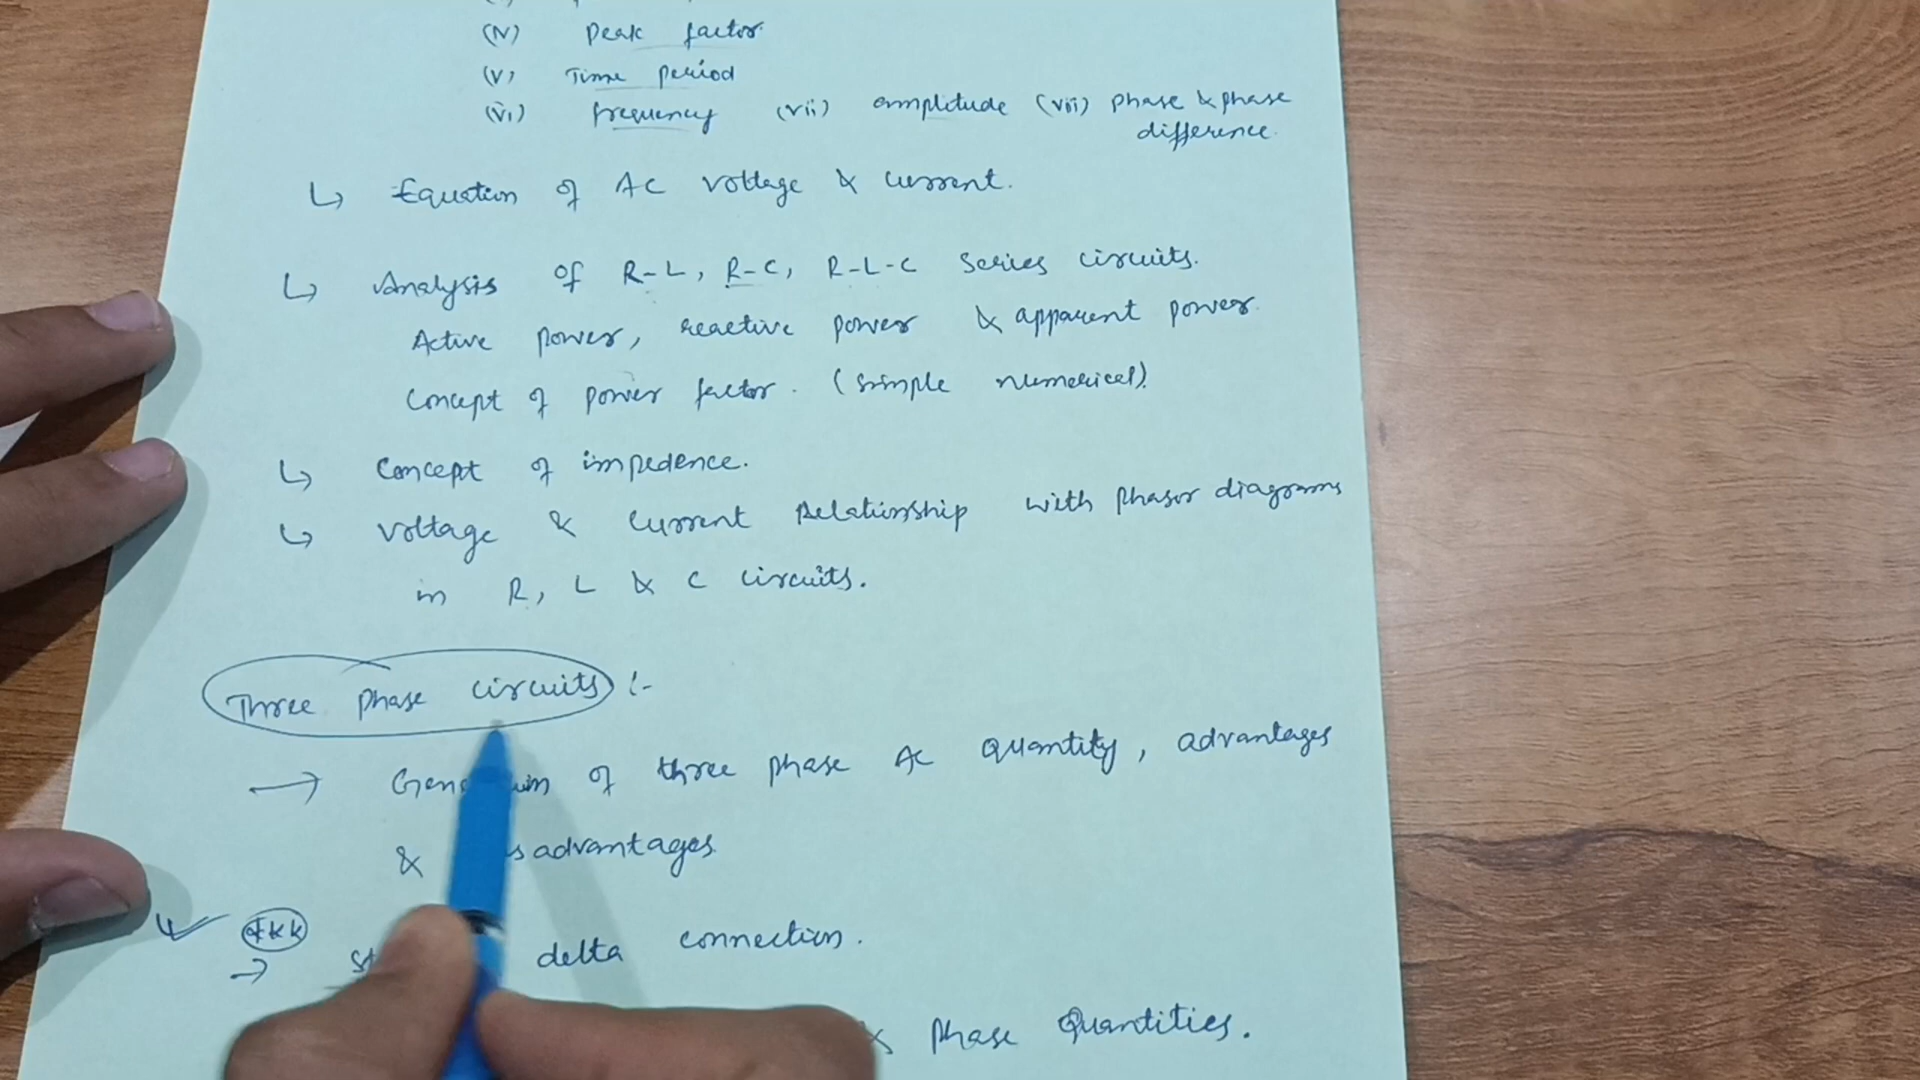 (iv) Peak factor
(v) Time period
(vi) frequency (vii) amplitude (viii) phase & phase
difference.
↳ Equation of AC voltage & current.
↳ Analysis of R-L, R-C, R-L-C series circuits.
Active power, reactive power & apparent power.
Concept of power factor. (simple numerical).
↳ Concept of impedence.
↳ voltage & current Relationship with phasor diagrams
in R, L & C circuits.
Three phase circuits :-
→ of three phase AC Quantity, advantages
&
→ delta connection.
& phase Quantities.